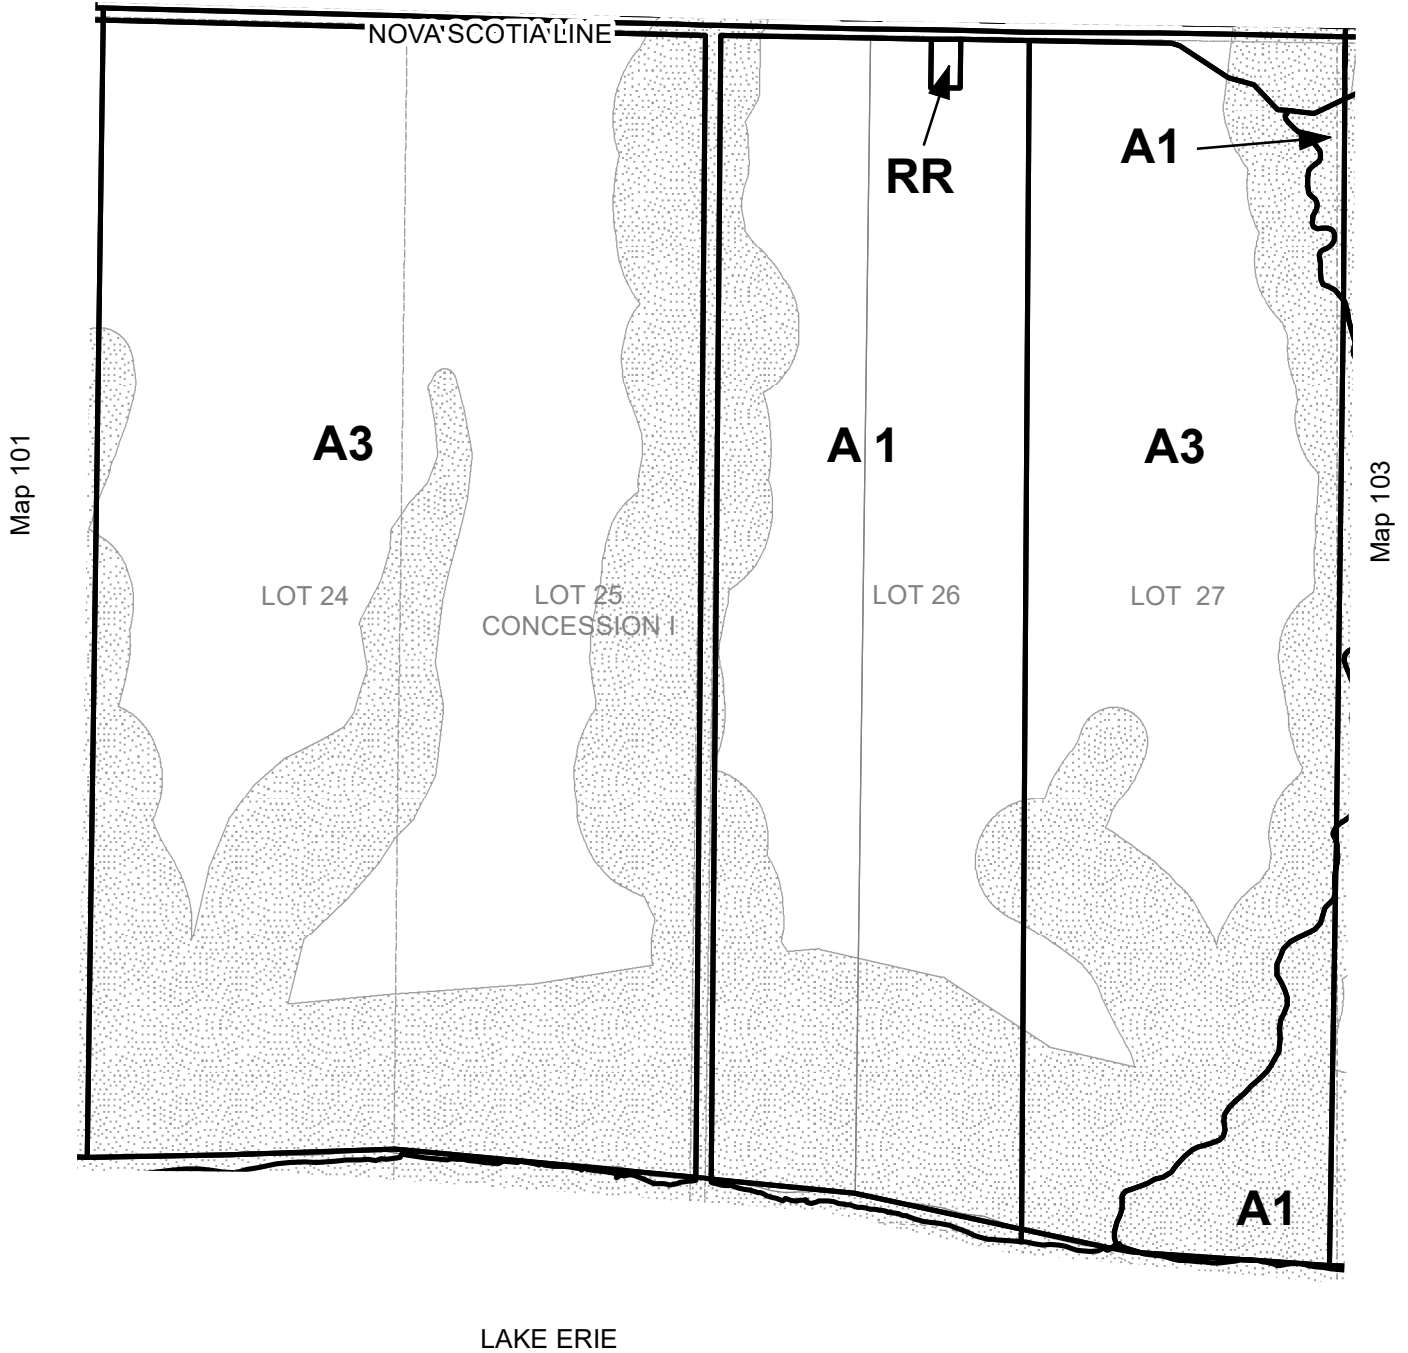 NOVA SCOTIA LINE
A1
RR
A3
A 1
A3
Map 101
Map 103
LOT 24
LOT 25
CONCESSION I
LOT 26
LOT 27
A1
LAKE ERIE